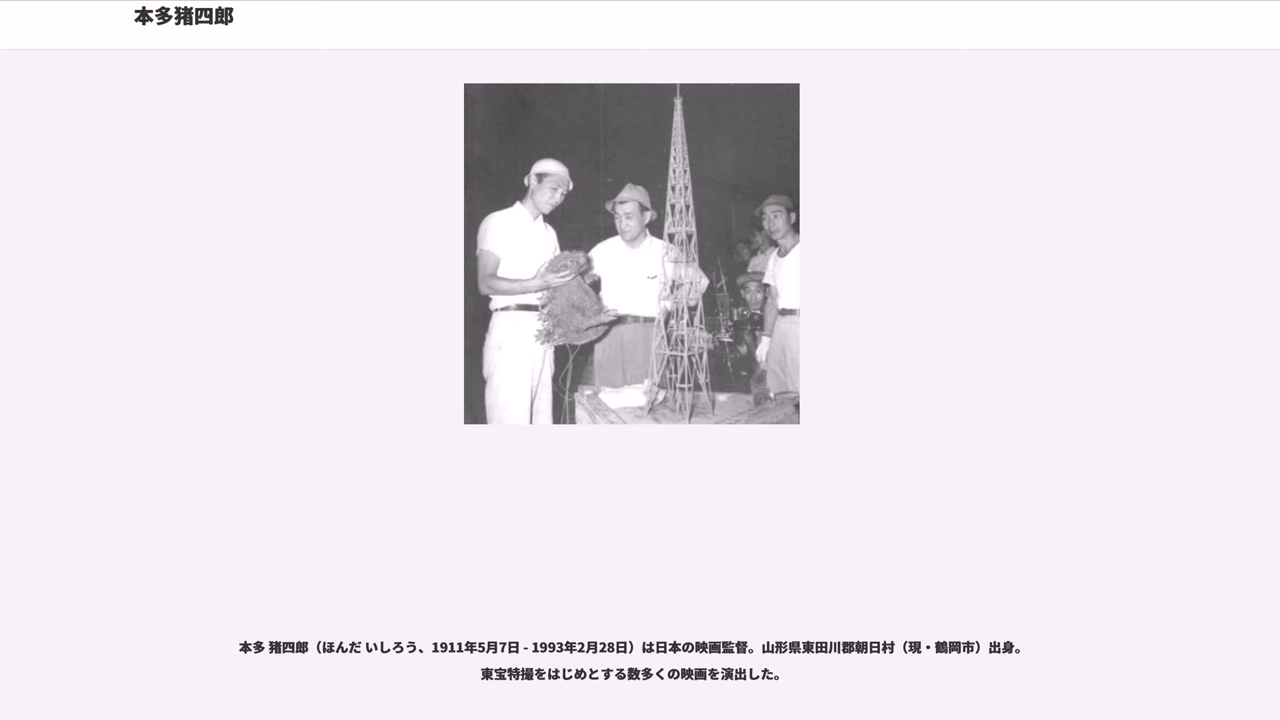 本多猪四郎
本多 猪四郎（ほんだ いしろう、1911年5月7日 - 1993年2月28日）は日本の映画監督。山形県東田川郡朝日村（現・鶴岡市）出身。
東宝特撮をはじめとする数多くの映画を演出した。